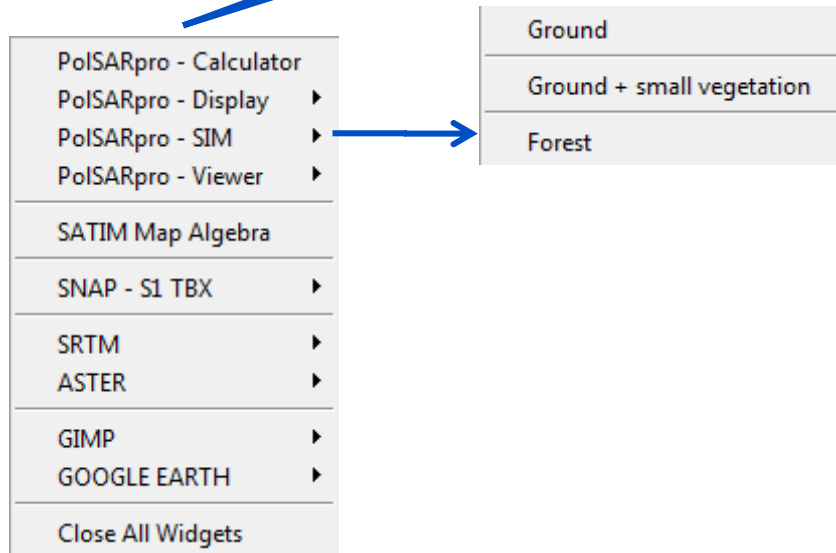 PolSARpro - Calculator
PolSARpro - Display
PolSARpro - SIM
PolSARpro - Viewer
SATIM Map Algebra
SNAP - S1 TBX
SRTM
ASTER
GIMP
GOOGLE EARTH
Close All Widgets
Ground
Ground + small vegetation
Forest